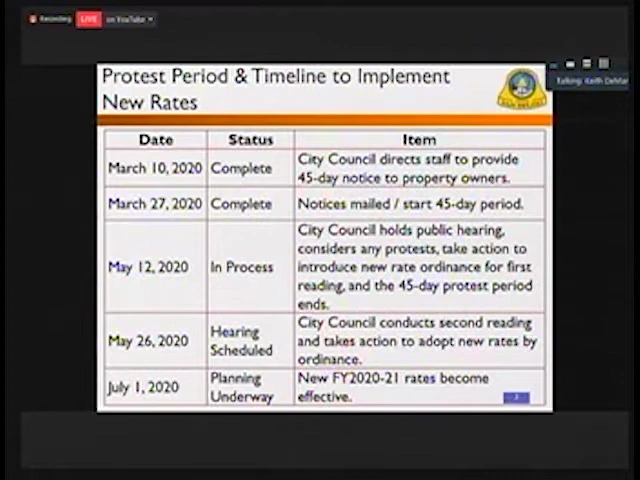 Recording LIVE on YouTube
Talking: Keith DeMar
Protest Period & Timeline to Implement
New Rates
Date Status Item
March 10, 2020 Complete City Council directs staff to provide
45-day notice to property owners.
March 27, 2020 Complete Notices mailed / start 45-day period.
May 12, 2020 In Process City Council holds public hearing,
considers any protests, take action to
introduce new rate ordinance for first
reading, and the 45-day protest period
ends.
May 26, 2020 Hearing
Scheduled City Council conducts second reading
and takes action to adopt new rates by
ordinance.
July 1, 2020 Planning
Underway New FY2020-21 rates become
effective.